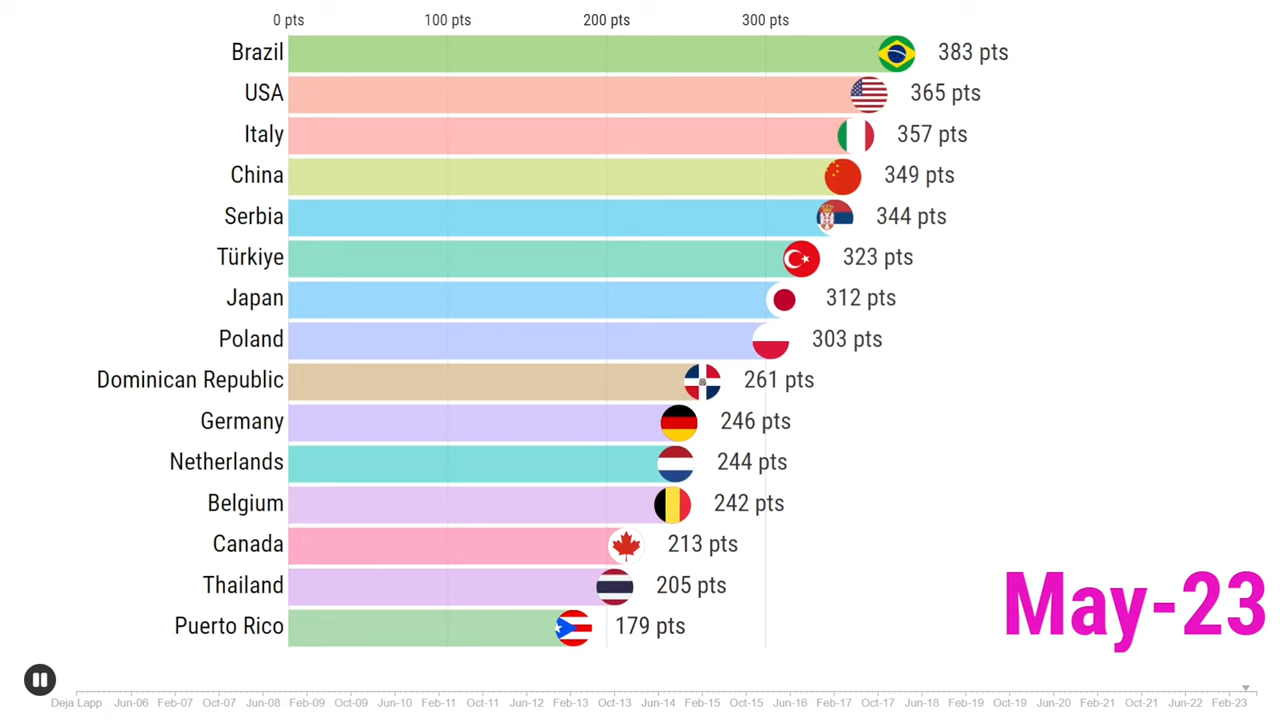 0 pts 100 pts 200 pts 300 pts
Brazil 383 pts
USA 365 pts
Italy 357 pts
China 349 pts
Serbia 344 pts
Türkiye 323 pts
Japan 312 pts
Poland 303 pts
Dominican Republic 261 pts
Germany 246 pts
Netherlands 244 pts
Belgium 242 pts
Canada 213 pts
Thailand 205 pts
Puerto Rico 179 pts
May-23
Deja Lapp Jun-06 Feb-07 Oct-07 Jun-08 Feb-09 Oct-09 Jun-10 Feb-11 Oct-11 Jun-12 Feb-13 Oct-13 Jun-14 Feb-15 Oct-15 Jun-16 Feb-17 Oct-17 Jun-18 Feb-19 Oct-19 Jun-20 Feb-21 Oct-21 Jun-22 Feb-23